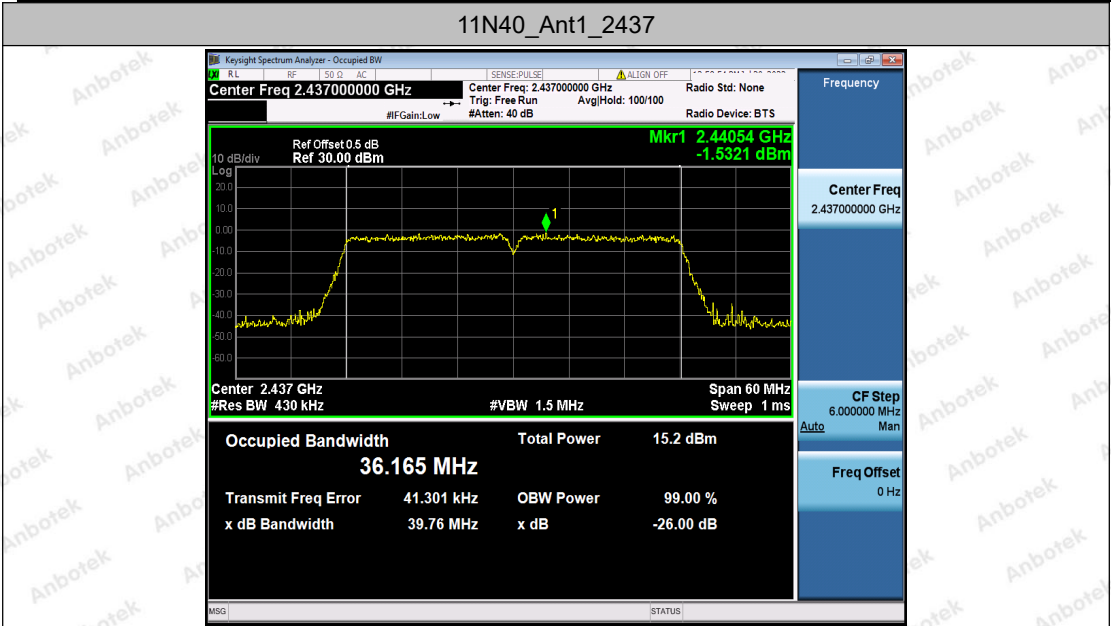 11N40_Ant1_2437
Keysight Spectrum Analyzer - Occupied BW
RL RF 50 Ω AC SENSE:PULSE ALIGN OFF
Center Freq 2.437000000 GHz
Center Freq: 2.437000000 GHz
Radio Std: None
Trig: Free Run Avg|Hold: 100/100
#IFGain:Low
#Atten: 40 dB
Radio Device: BTS
Frequency
Ref Offset 0.5 dB
Mkr1 2.44054 GHz
10 dB/div Ref 30.00 dBm
-1.5321 dBm
Log
20.0
10.0
0.00
-10.0
-20.0
-30.0
-40.0
-50.0
-60.0
1
Center Freq
2.437000000 GHz
Center 2.437 GHz
Span 60 MHz
#Res BW 430 kHz
#VBW 1.5 MHz
Sweep 1 ms
CF Step
6.000000 MHz
Auto Man
Occupied Bandwidth
Total Power 15.2 dBm
36.165 MHz
Freq Offset
0 Hz
Transmit Freq Error 41.301 kHz
OBW Power 99.00 %
x dB Bandwidth 39.76 MHz
x dB -26.00 dB
MSG
STATUS
Anbotek